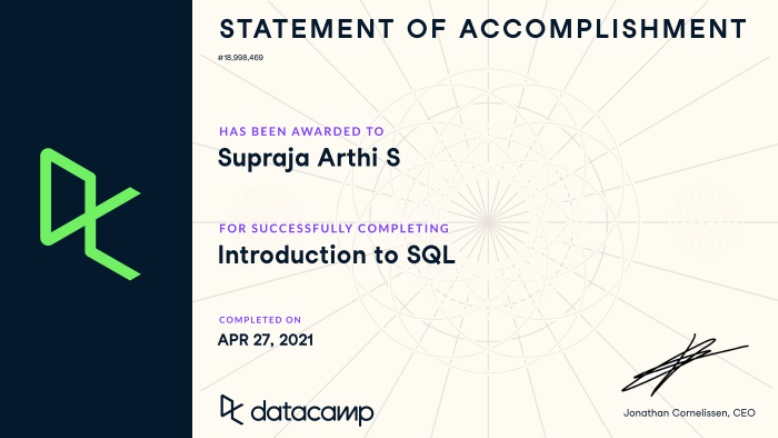 STATEMENT OF ACCOMPLISHMENT
#18,998,469
HAS BEEN AWARDED TO
Supraja Arthi S
FOR SUCCESSFULLY COMPLETING
Introduction to SQL
COMPLETED ON
APR 27, 2021
datacamp
Jonathan Cornelissen, CEO